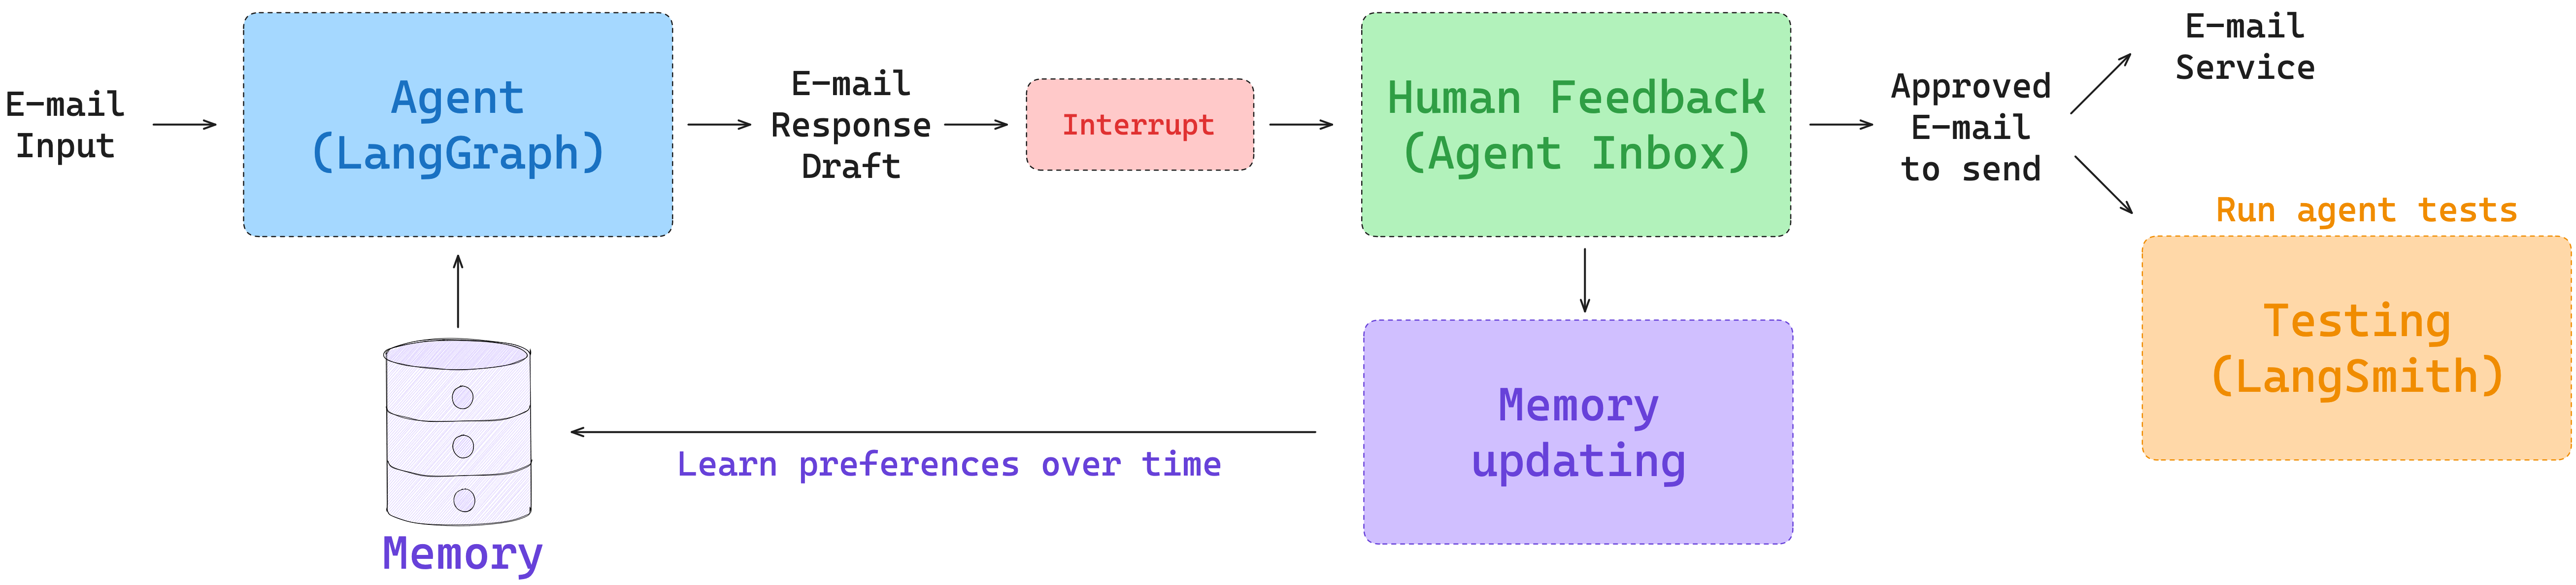 E-mail
Input
Agent
(LangGraph)
E-mail
Response
Draft
Interrupt
Human Feedback
(Agent Inbox)
Approved
E-mail
to send
E-mail
Service
Run agent tests
Testing
(LangSmith)
Memory
updating
Learn preferences over time
Memory